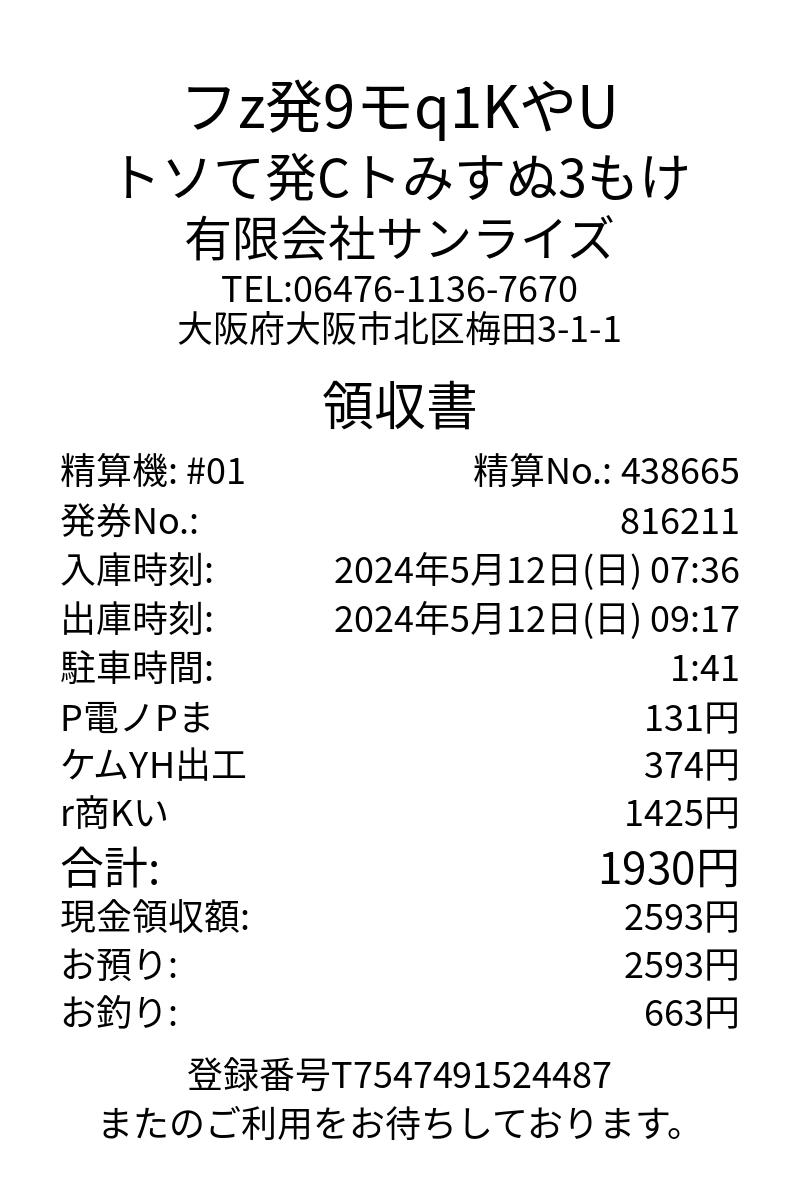 フz発9モq1KやU
トソて発Cトみすぬ3もけ
有限会社サンライズ
TEL:06476-1136-7670
大阪府大阪市北区梅田3-1-1
領収書
精算機: #01 精算No.: 438665
発券No.: 816211
入庫時刻: 2024年5月12日(日) 07:36
出庫時刻: 2024年5月12日(日) 09:17
駐車時間: 1:41
P電ノPま 131円
ケムYH出工 374円
r商Kい 1425円
合計: 1930円
現金領収額: 2593円
お預り: 2593円
お釣り: 663円
登録番号T7547491524487
またのご利用をお待ちしております。